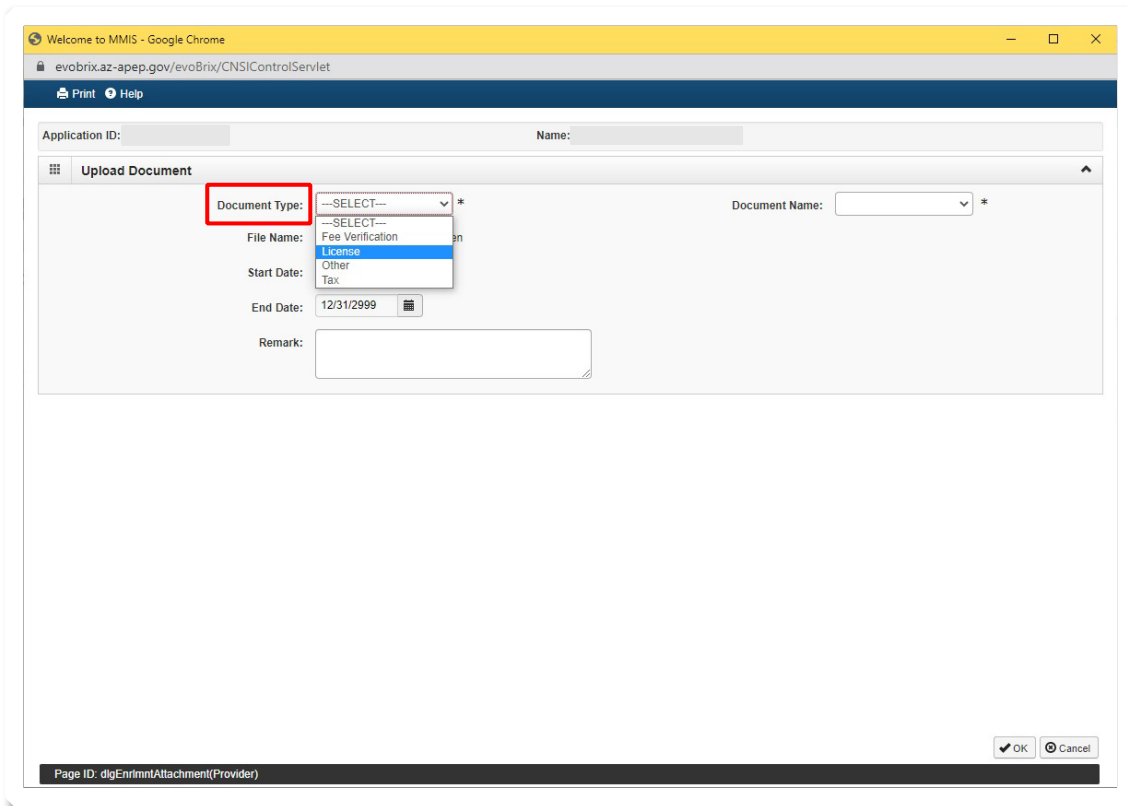 Welcome to MMIS - Google Chrome
evobrix.az-apep.gov/evoBrix/CNSIControlServlet
Print Help
Application ID: Name:
Upload Document
Document Type: ---SELECT--- * Document Name: *
---SELECT---
File Name: Fee Verification
License
Other
Start Date: Tax
End Date: 12/31/2999
Remark:
OK Cancel
Page ID: dlgEnrlmntAttachment(Provider)